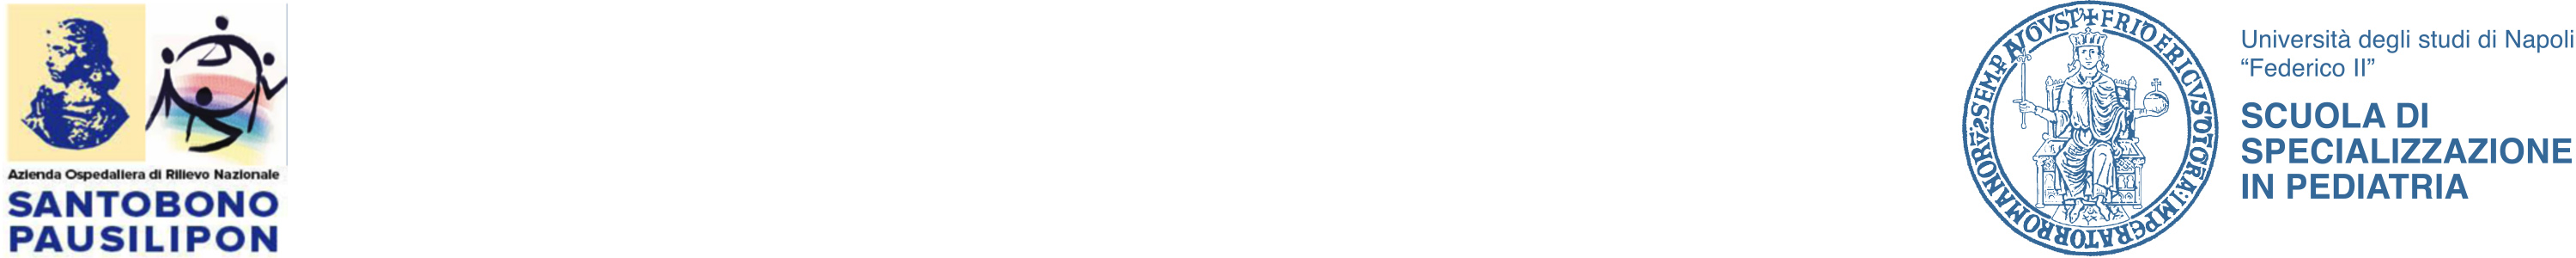 Azienda Ospedaliera di Rilievo Nazionale
SANTOBONO
PAUSILIPON
Università degli studi di Napoli
“Federico II”
SCUOLA DI
SPECIALIZZAZIONE
IN PEDIATRIA